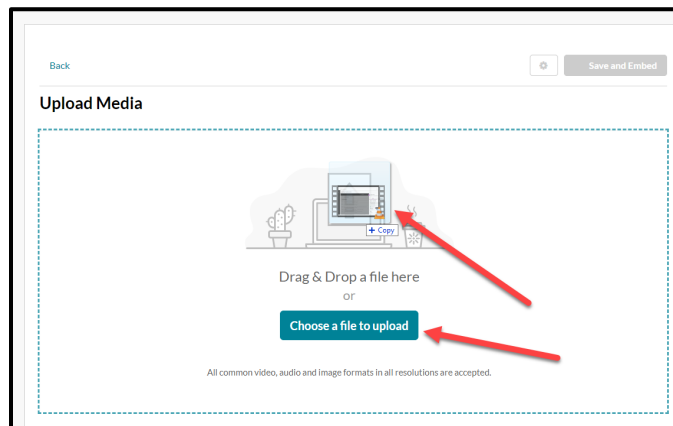 Back
Save and Embed
Upload Media
+ Copy
Drag & Drop a file here
or
Choose a file to upload
All common video, audio and image formats in all resolutions are accepted.